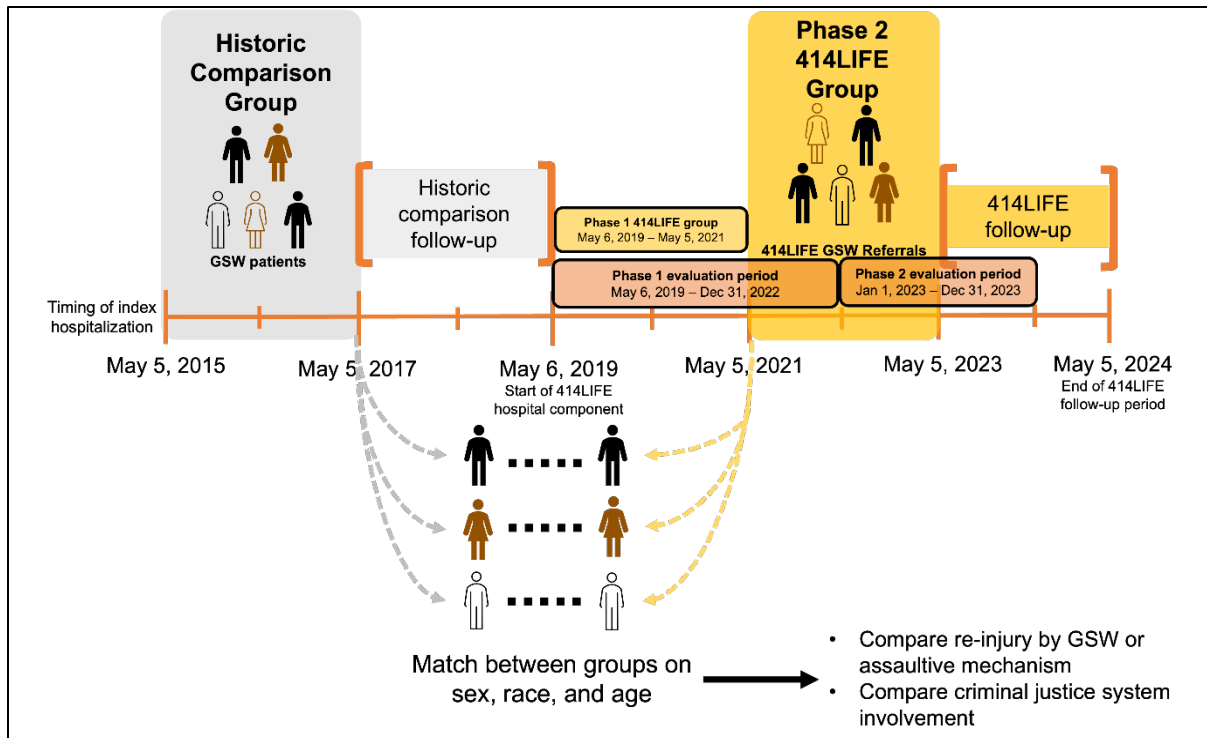 Historic
Comparison
Group
GSW patients
Historic
comparison
follow-up
Phase 1 414LIFE group
May 6, 2019 – May 5, 2021
Phase 2
414LIFE
Group
414LIFE GSW Referrals
414LIFE
follow-up
Phase 1 evaluation period
May 6, 2019 – Dec 31, 2022
Phase 2 evaluation period
Jan 1, 2023 – Dec 31, 2023
Timing of index
hospitalization
May 5, 2015
May 5, 2017
May 6, 2019
Start of 414LIFE
hospital component
May 5, 2021
May 5, 2023
May 5, 2024
End of 414LIFE
follow-up period
Match between groups on
sex, race, and age
• Compare re-injury by GSW or
assaultive mechanism
• Compare criminal justice system
involvement